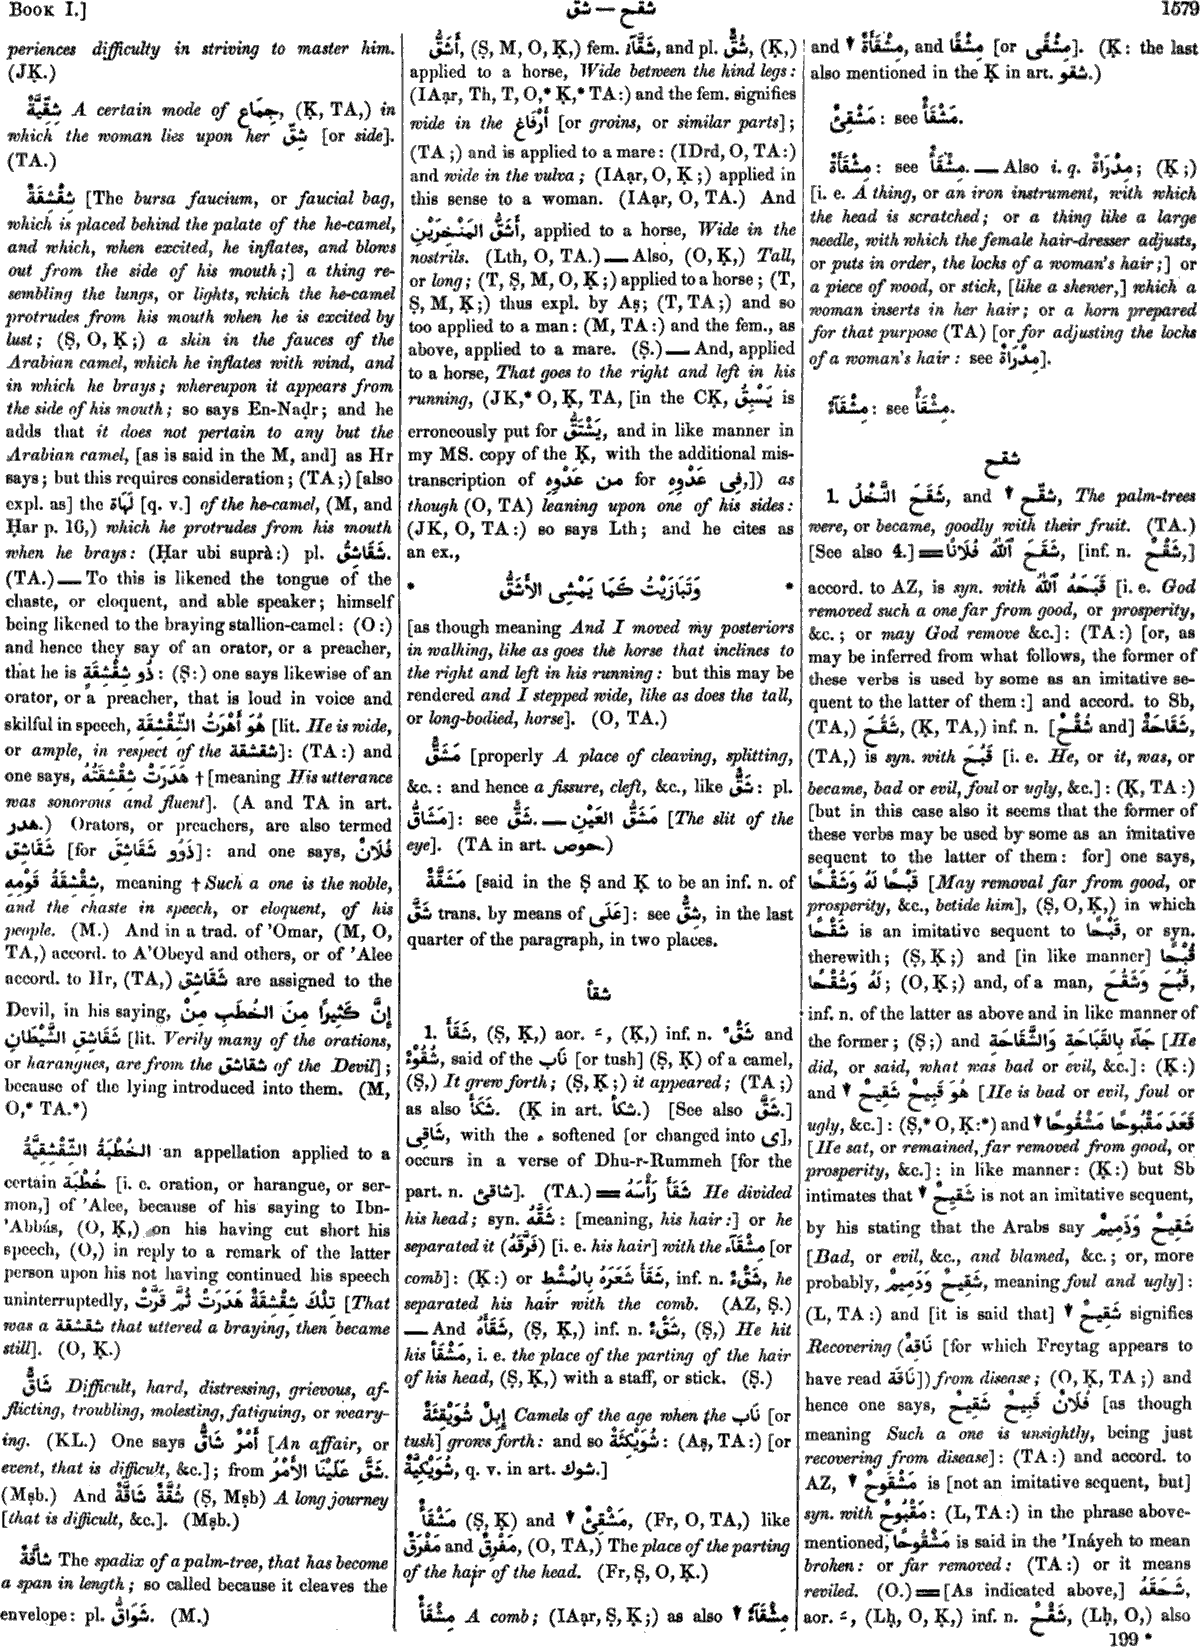 BOOK I.]
شقح — شق
1579
periences difficulty in striving to master him.
(JḲ.)
شِقِّيَّةٌ A certain mode of جِمَاع, (Ḳ, TA,) in
which the woman lies upon her شِقّ [or side].
(TA.)
شِقْشِقَةٌ [The bursa faucium, or faucial bag,
which is placed behind the palate of the he-camel,
and which, when excited, he inflates, and blows
out from the side of his mouth;] a thing re-
sembling the lungs, or lights, which the he-camel
protrudes from his mouth when he is excited by
lust; (Ṣ, O, Ḳ;) a skin in the fauces of the
Arabian camel, which he inflates with wind, and
in which he brays; whereupon it appears from
the side of his mouth; so says En-Naḍr; and he
adds that it does not pertain to any but the
Arabian camel, [as is said in the M, and] as Hr
says; but this requires consideration; (TA;) [also
expl. as] the لَهَاة [q. v.] of the he-camel, (M, and
Ḥar p. 16,) which he protrudes from his mouth
when he brays: (Ḥar ubi suprà:) pl. شَقَاشِقُ.
(TA.) — To this is likened the tongue of the
chaste, or eloquent, and able speaker; himself
being likened to the braying stallion-camel: (O:)
and hence they say of an orator, or a preacher,
that he is ذُو شِقْشِقَةٍ: (Ṣ:) one says likewise of an
orator, or a preacher, that is loud in voice and
skilful in speech, هُوَ أَهْرَتُ الشِّقْشِقَةِ [lit. He is wide,
or ample, in respect of the شقشقة]: (TA:) and
one says, هَدَرَتْ شِقْشِقَتُهُ † [meaning His utterance
was sonorous and fluent]. (A and TA in art.
هدر.) Orators, or preachers, are also termed
شَقَاشِق [for ذَوُو شَقَاشِقَ]: and one says, فُلَانٌ
شِقْشِقَةُ قَوْمِهِ, meaning † Such a one is the noble,
and the chaste in speech, or eloquent, of his
people. (M.) And in a trad. of 'Omar, (M, O,
TA,) accord. to A'Obeyd and others, or of 'Alee
accord. to Hr, (TA,) شَقَاشِق are assigned to the
Devil, in his saying, إِنَّ كَثِيرًا مِنَ الخُطَبِ مِنْ
شَقَاشِقِ الشَّيْطَانِ [lit. Verily many of the orations,
or harangues, are from the شقاشق of the Devil];
because of the lying introduced into them. (M,
O,* TA.*)
الخُطْبَةُ الشِّقْشِقِيَّةُ an appellation applied to a
certain خُطْبَة [i. e. oration, or harangue, or ser-
mon,] of 'Alee, because of his saying to Ibn-
'Abbás, (O, Ḳ,) on his having cut short his
speech, (O,) in reply to a remark of the latter
person upon his not having continued his speech
uninterruptedly, تِلْكَ شِقْشِقَةٌ هَدَرَتْ ثُمَّ قَرَّتْ [That
was a شقشقة that uttered a braying, then became
still]. (O, Ḳ.)
شَاقٌّ Difficult, hard, distressing, grievous, af-
flicting, troubling, molesting, fatiguing, or weary-
ing. (KL.) One says أَمْرٌ شَاقٌّ [An affair, or
event, that is difficult, &c.]; from شَقَّ عَلَيْنَا الأَمْرُ.
(Mṣb.) And شُقَّةٌ شَاقَّةٌ (Ṣ, Mṣb) A long journey
[that is difficult, &c.]. (Mṣb.)
شَاقَّةٌ The spadix of a palm-tree, that has become
a span in length; so called because it cleaves the
envelope: pl. شَوَاقُّ. (M.)
أَشَقُّ, (Ṣ, M, O, Ḳ,) fem. شَقَّآءُ, and pl. شُقٌّ, (Ḳ,)
applied to a horse, Wide between the hind legs:
(IAạr, Th, T, O,* Ḳ,* TA:) and the fem. signifies
wide in the أَرْفَاغ [or groins, or similar parts];
(TA;) and is applied to a mare: (IDrd, O, TA:)
and wide in the vulva; (IAạr, O, Ḳ;) applied in
this sense to a woman. (IAạr, O, TA.) And
أَشَقُّ المَنْخِرَيْنِ, applied to a horse, Wide in the
nostrils. (Lth, O, TA.) — Also, (O, Ḳ,) Tall,
or long; (T, Ṣ, M, O, Ḳ;) applied to a horse; (T,
Ṣ, M, Ḳ;) thus expl. by Aṣ; (T, TA;) and so
too applied to a man: (M, TA:) and the fem., as
above, applied to a mare. (Ṣ.) — And, applied
to a horse, That goes to the right and left in his
running, (JK,* O, Ḳ, TA, [in the CḲ, يَسْبِقُ is
erroneously put for يَشْتَقُّ, and in like manner in
my MS. copy of the Ḳ, with the additional mis-
transcription of من عَدْوِهِ for فِى عَدْوِهِ,]) as
though (O, TA) leaning upon one of his sides:
(JK, O, TA:) so says Lth; and he cites as
an ex.,
* وَتَبَازَيْتُ كَمَا يَمْشِى الأَشَقُّ *
[as though meaning And I moved my posteriors
in walking, like as goes the horse that inclines to
the right and left in his running: but this may be
rendered and I stepped wide, like as does the tall,
or long-bodied, horse]. (O, TA.)
مَشَقٌّ [properly A place of cleaving, splitting,
&c.: and hence a fissure, cleft, &c., like شَقٌّ: pl.
مَشَاقُّ]: see شَقٌّ. — مَشَقُّ العَيْنِ [The slit of the
eye]. (TA in art. حوص.)
مَشَقَّةٌ [said in the Ṣ and Ḳ to be an inf. n. of
شَقَّ trans. by means of عَلَى]: see شِقٌّ, in the last
quarter of the paragraph, in two places.
شقأ
1. شَقَأَ, (Ṣ, Ḳ,) aor. ـَ, (Ḳ,) inf. n. شَقْءٌ and
شُقُوْءٌ, said of the نَاب [or tush] (Ṣ, Ḳ) of a camel,
(Ṣ,) It grew forth; (Ṣ, Ḳ;) it appeared; (TA;)
as also شَكَأَ. (Ḳ in art. شكأ.) [See also شَقَّ.]
شَاقِى, with the ء softened [or changed into ى],
occurs in a verse of Dhu-r-Rummeh [for the
part. n. شَاقِئ]. (TA.) = شَقَأَ رَأْسَهُ He divided
his head; syn. شَقَّهُ: [meaning, his hair:] or he
separated it (فَرَّقَهُ) [i. e. his hair] with the مِشْقَأ [or
comb]: (Ḳ:) or شَقَأَ شَعَرَهُ بِالْمُشْطِ, inf. n. شَقْءٌ, he
separated his hair with the comb. (AZ, Ṣ.)
— And شَقَأَهُ, (Ṣ, Ḳ,) inf. n. شَقْءٌ, (Ṣ,) He hit
his مَشْقَأ, i. e. the place of the parting of the hair
of his head, (Ṣ, Ḳ,) with a staff, or stick. (Ṣ.)
إِبِلٌ شُوَيْقِئَةٌ Camels of the age when the نَاب [or
tush] grows forth: and so شُوَيْكِئَةٌ: (Aṣ, TA:) [or
شُوَيْكِيَّةٌ, q. v. in art. شوك.]
مَشْقَأٌ (Ṣ, Ḳ) and ▼ مَشْقِئٌ, (Fr, O, TA,) like
مَفْرَقٌ and مَفْرِقٌ, (O, TA,) The place of the parting
of the hair of the head. (Fr, Ṣ, O, Ḳ.)
مِشْقَأٌ A comb; (IAạr, Ṣ, Ḳ;) as also ▼ مِشْقَآءٌ
and ▼ مِشْقَأَةٌ, and مِشْقًا [or مِشْقًى]. (Ḳ: the last
also mentioned in the Ḳ in art. شقو.)
مَشْقِئٌ: see مَشْقَأٌ.
مِشْقَأَةٌ: see مِشْقَأٌ. — Also i. q. مِدْرَاةٌ; (Ḳ;)
[i. e. A thing, or an iron instrument, with which
the head is scratched; or a thing like a large
needle, with which the female hair-dresser adjusts,
or puts in order, the locks of a woman's hair;] or
a piece of wood, or stick, [like a shewer,] which a
woman inserts in her hair; or a horn prepared
for that purpose (TA) [or for adjusting the locks
of a woman's hair: see مِدْرَاةٌ].
مِشْقَآءٌ: see مِشْقَأٌ.
شقح
1. شَقَحَ النَّخْلُ, and ▼ شقّح, The palm-trees
were, or became, goodly with their fruit. (TA.)
[See also 4.] = شَقَحَ ٱللّٰهُ فُلَانًا, [inf. n. شَقْحٌ,]
accord. to AZ, is syn. with قَبَحَهُ ٱللّٰهُ [i. e. God
removed such a one far from good, or prosperity,
&c.; or may God remove &c.]: (TA:) [or, as
may be inferred from what follows, the former of
these verbs is used by some as an imitative se-
quent to the latter of them:] and accord. to Sb,
(TA,) شَقُحَ, (Ḳ, TA,) inf. n. [شُقْحٌ and] شَقَاحَةٌ,
(TA,) is syn. with قَبُحَ [i. e. He, or it, was, or
became, bad or evil, foul or ugly, &c.]: (Ḳ, TA:)
[but in this case also it seems that the former of
these verbs may be used by some as an imitative
sequent to the latter of them: for] one says,
قَبْحًا لَهُ وَشَقْحًا [May removal far from good, or
prosperity, &c., betide him], (Ṣ, O, Ḳ,) in which
شَقْحًا is an imitative sequent to قَبْحًا, or syn.
therewith; (Ṣ, Ḳ;) and [in like manner] قُبْحًا
لَهُ وَشُقْحًا; (O, Ḳ;) and, of a man, قَبُحَ وَشَقُحَ,
inf. n. of the latter as above and in like manner of
the former; (Ṣ;) and جَآءَ بِالقَبَاحَةِ وَالشَّقَاحَةِ [He
did, or said, what was bad or evil, &c.]: (Ḳ:)
and ▼ هُوَ قَبِيحٌ شَقِيحٌ [He is bad or evil, foul or
ugly, &c.]: (Ṣ,* O, Ḳ:*) and ▼ قَعَدَ مَقْبُوحًا مَشْقُوحًا
[He sat, or remained, far removed from good, or
prosperity, &c.]: in like manner: (Ḳ:) but Sb
intimates that ▼ شَقِيحٌ is not an imitative sequent,
by his stating that the Arabs say شَقِيحٌ وَدَمِيمٌ
[Bad, or evil, &c., and blamed, &c.; or, more
probably, شَقِيحٌ وَدَمِيمٌ, meaning foul and ugly]:
(L, TA:) and [it is said that] ▼ شَقِيحٌ signifies
Recovering (نَاقِهٌ [for which Freytag appears to
have read نَاقَة]) from disease; (O, Ḳ, TA;) and
hence one says, فُلَانٌ قَبِيحٌ شَقِيحٌ [as though
meaning Such a one is unsightly, being just
recovering from disease]: (TA:) and accord. to
AZ, ▼ مَشْقُوحٌ is [not an imitative sequent, but]
syn. with مَقْبُوحٌ: (L, TA:) in the phrase above-
mentioned, مَشْقُوحًا is said in the 'Ináyeh to mean
broken: or far removed: (TA:) or it means
reviled. (O.) = [As indicated above,] شَقَحَهُ,
aor. ـَ, (Lḥ, O, Ḳ,) inf. n. شَقْحٌ, (Lḥ, O,) also
199 *